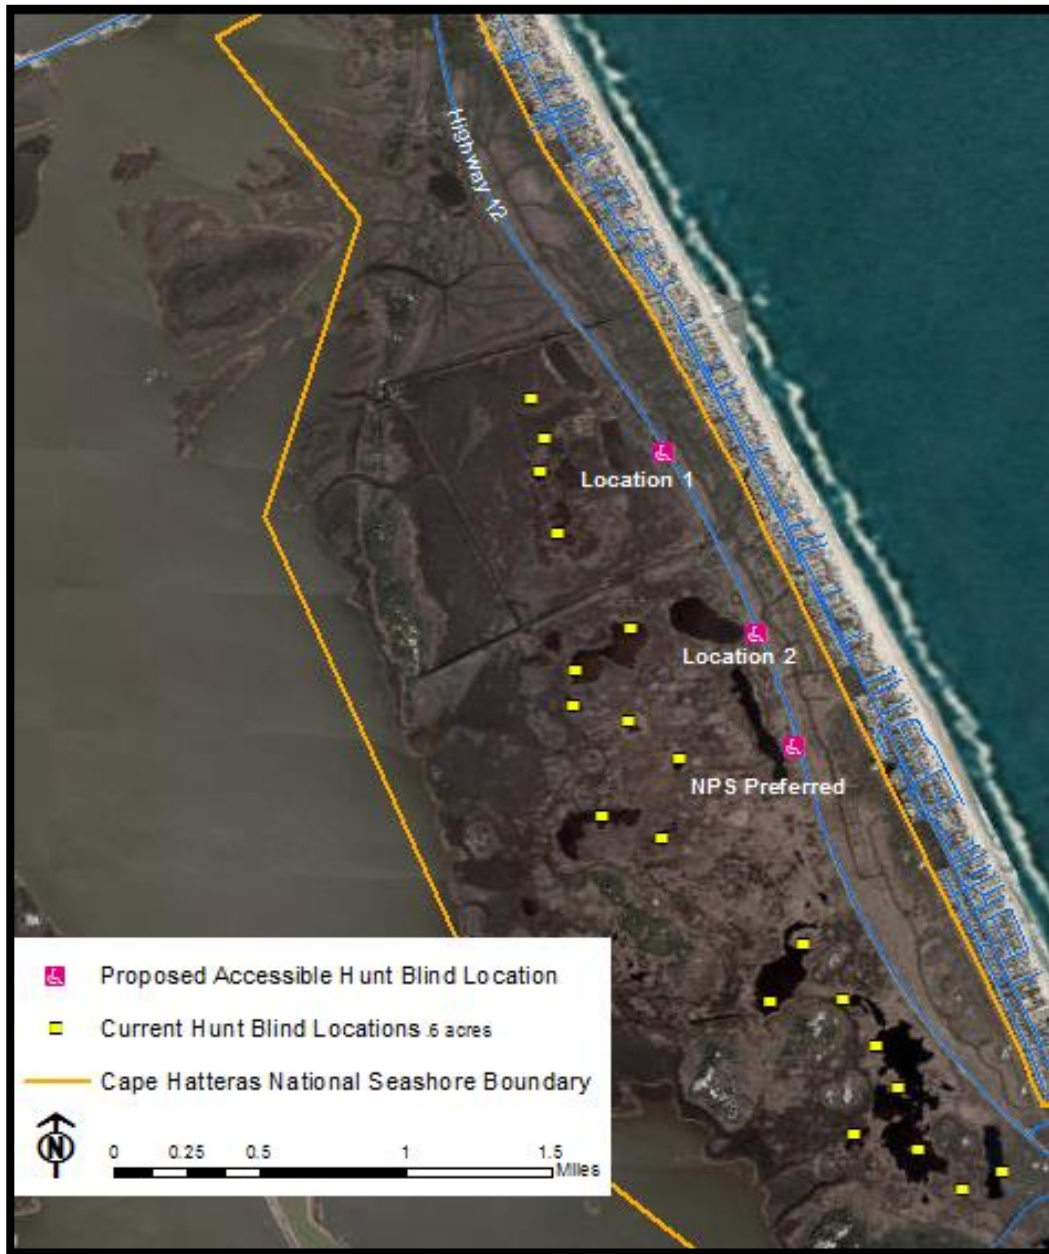 Highway 12
Location 1
Location 2
NPS Preferred
Proposed Accessible Hunt Blind Location
Current Hunt Blind Locations .6 acres
Cape Hatteras National Seashore Boundary
N
0 0.25 0.5 1 1.5
Miles